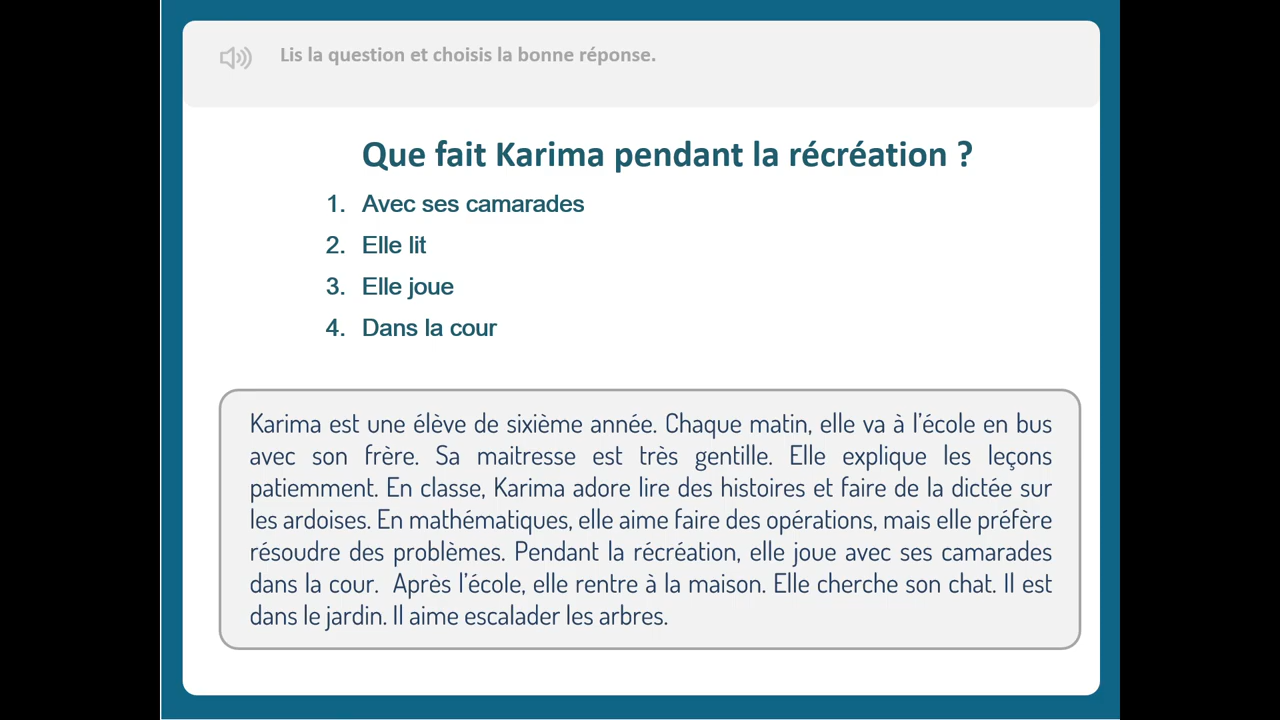 Lis la question et choisis la bonne réponse.
Que fait Karima pendant la récréation ?
1. Avec ses camarades
2. Elle lit
3. Elle joue
4. Dans la cour
Karima est une élève de sixième année. Chaque matin, elle va à l’école en bus
avec son frère. Sa maitresse est très gentille. Elle explique les leçons
patiemment. En classe, Karima adore lire des histoires et faire de la dictée sur
les ardoises. En mathématiques, elle aime faire des opérations, mais elle préfère
résoudre des problèmes. Pendant la récréation, elle joue avec ses camarades
dans la cour.  Après l’école, elle rentre à la maison. Elle cherche son chat. Il est
dans le jardin. Il aime escalader les arbres.